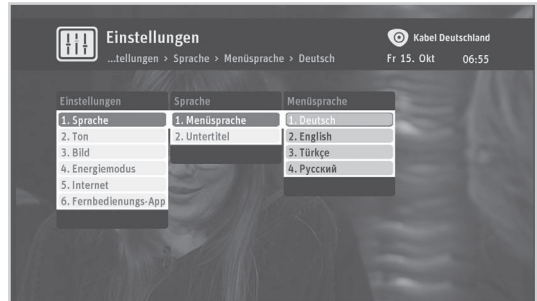 Einstellungen
Kabel Deutschland
...tellungen > Sprache > Menüsprache > Deutsch
Fr 15. Okt 06:55
Einstellungen
1. Sprache
2. Ton
3. Bild
4. Energiemodus
5. Internet
6. Fernbedienungs-App
Sprache
1. Menüsprache
2. Untertitel
Menüsprache
1. Deutsch
2. English
3. Türkçe
4. Русский